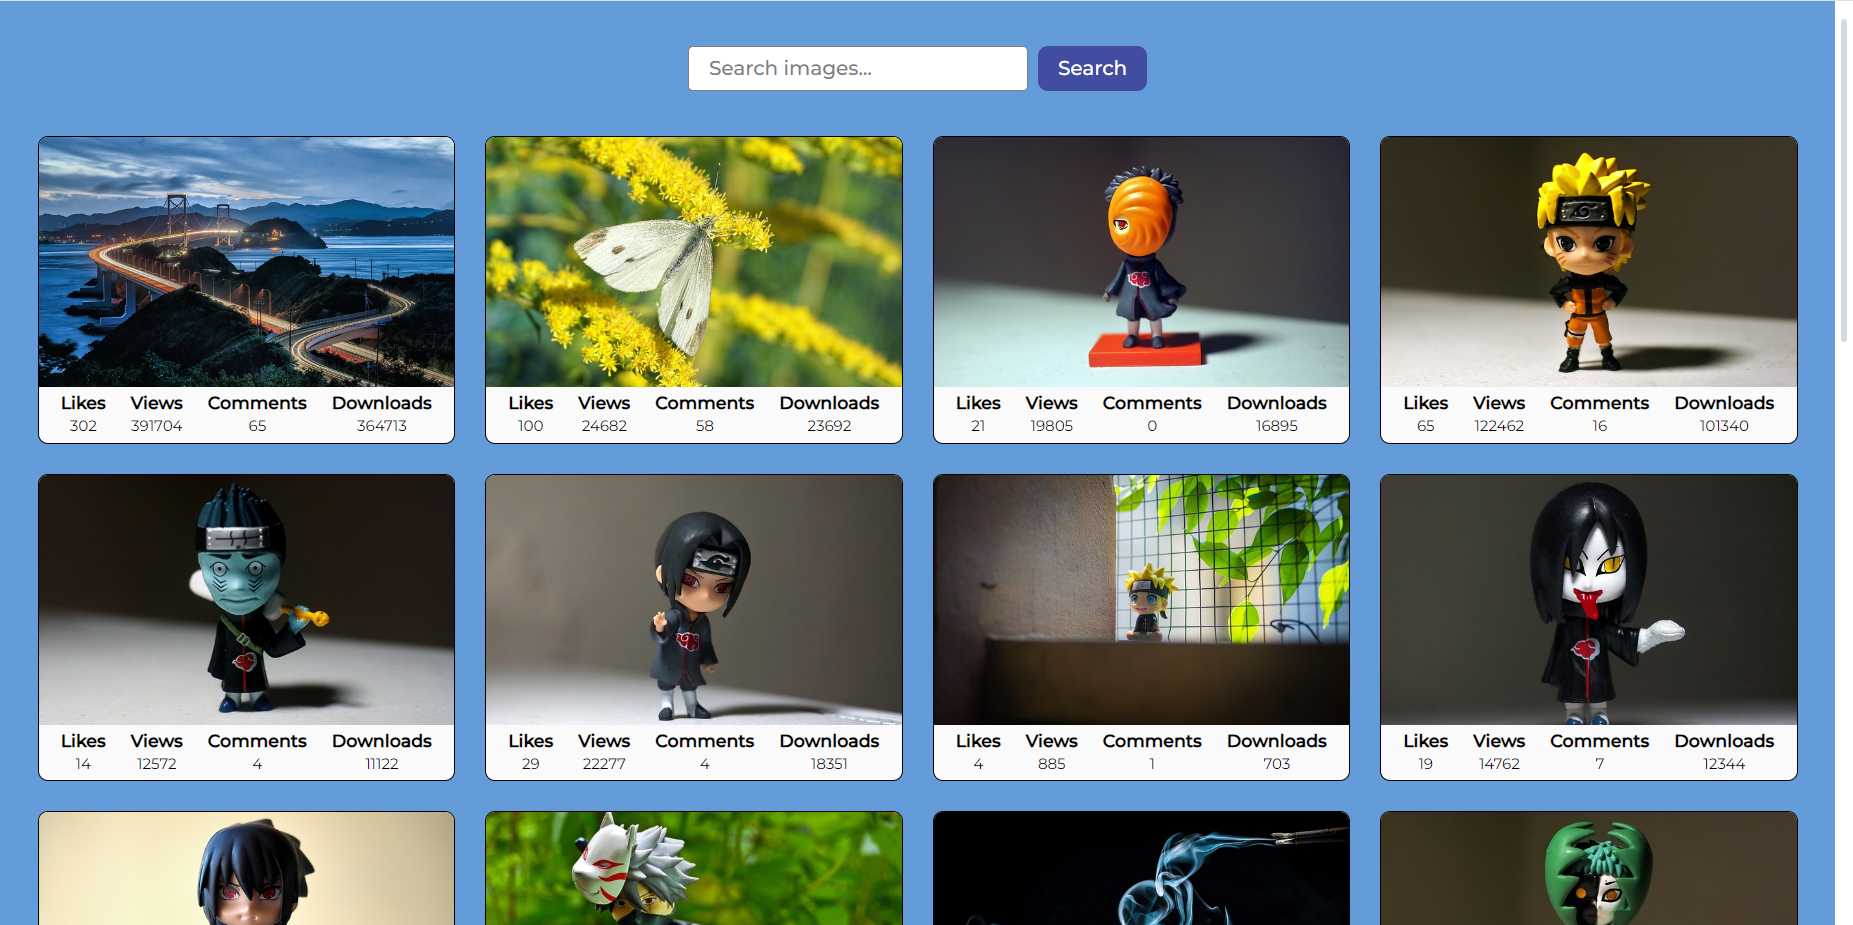 Search images...
Search
Likes Views Comments Downloads
302 391704 65 364713
Likes Views Comments Downloads
100 24682 58 23692
Likes Views Comments Downloads
21 19805 0 16895
Likes Views Comments Downloads
65 122462 16 101340
Likes Views Comments Downloads
14 12572 4 11122
Likes Views Comments Downloads
29 22277 4 18351
Likes Views Comments Downloads
4 885 1 703
Likes Views Comments Downloads
19 14762 7 12344